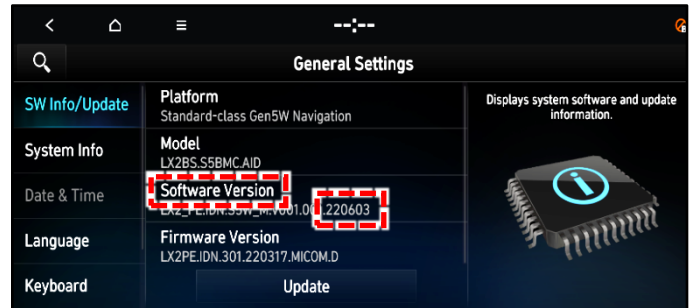 --:--
General Settings
SW Info/Update
System Info
Date & Time
Language
Keyboard
Platform
Standard-class Gen5W Navigation
Model
LX2BS.S5BMC.AID
Software Version
.220603
Firmware Version
LX2PE.IDN.301.220317.MICOM.D
Update
Displays system software and update
information.